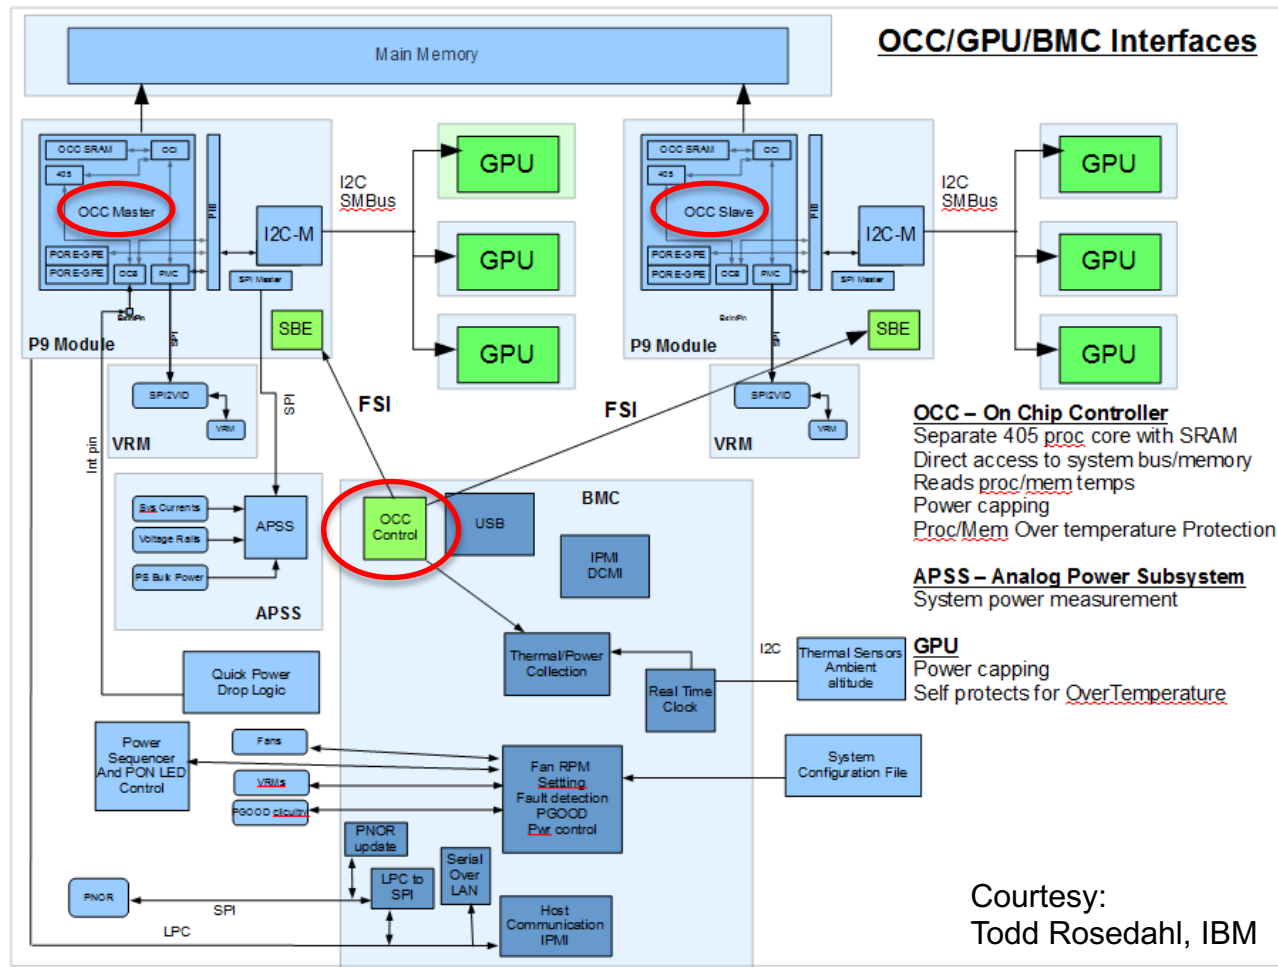 OCC/GPU/BMC Interfaces
Main Memory
OCC SRAM
OCI
405
OCC Master
PIB
PORE-GPE
PORE-GPE
OCB
PMC
I2C-M
SPI Master
SBE
SPI
P9 Module
I2C
SMBus
GPU
GPU
GPU
OCC SRAM
OCI
405
OCC Slave
PIB
PORE-GPE
PORE-GPE
OCB
PMC
I2C-M
SPI Master
SBE
SPI
P9 Module
I2C
SMBus
GPU
GPU
GPU
SPI2VID
VRM
VRM
SPI
FSI
FSI
SPI2VID
VRM
VRM
Int pin
OCC – On Chip Controller
Separate 405 proc core with SRAM
Direct access to system bus/memory
Reads proc/mem temps
Power capping
Proc/Mem Over temperature Protection
APSS – Analog Power Subsystem
System power measurement
GPU
Power capping
Self protects for OverTemperature
Sys Currents
Voltage Rails
PS Bulk Power
APSS
APSS
BMC
OCC
Control
USB
IPMI
DCMI
Thermal/Power
Collection
Real Time
Clock
I2C
Thermal Sensors
Ambient
altitude
Quick Power
Drop Logic
Power
Sequencer
And PON LED
Control
Fans
VRMs
PGOOD circuitry
Fan RPM
Settting
Fault detection
PGOOD
Pwr control
System
Configuration File
PNOR
update
LPC to
SPI
Serial
Over
LAN
PNOR
SPI
LPC
Host
Communication
IPMI
Courtesy:
Todd Rosedahl, IBM